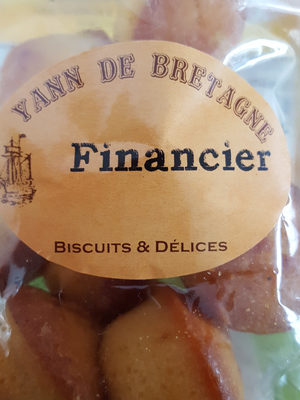 YANN DE BRETAGNE
Financier
BISCUITS & DÉLICES